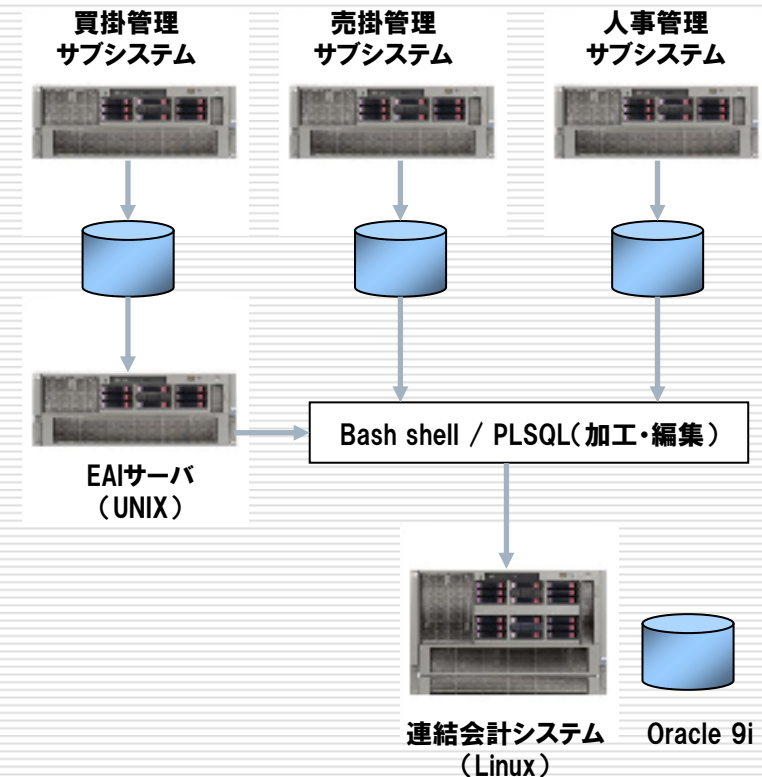 買掛管理
サブシステム
売掛管理
サブシステム
人事管理
サブシステム
Bash shell / PLSQL(加工・編集)
EAIサーバ
(UNIX)
連結会計システム
(Linux)
Oracle 9i